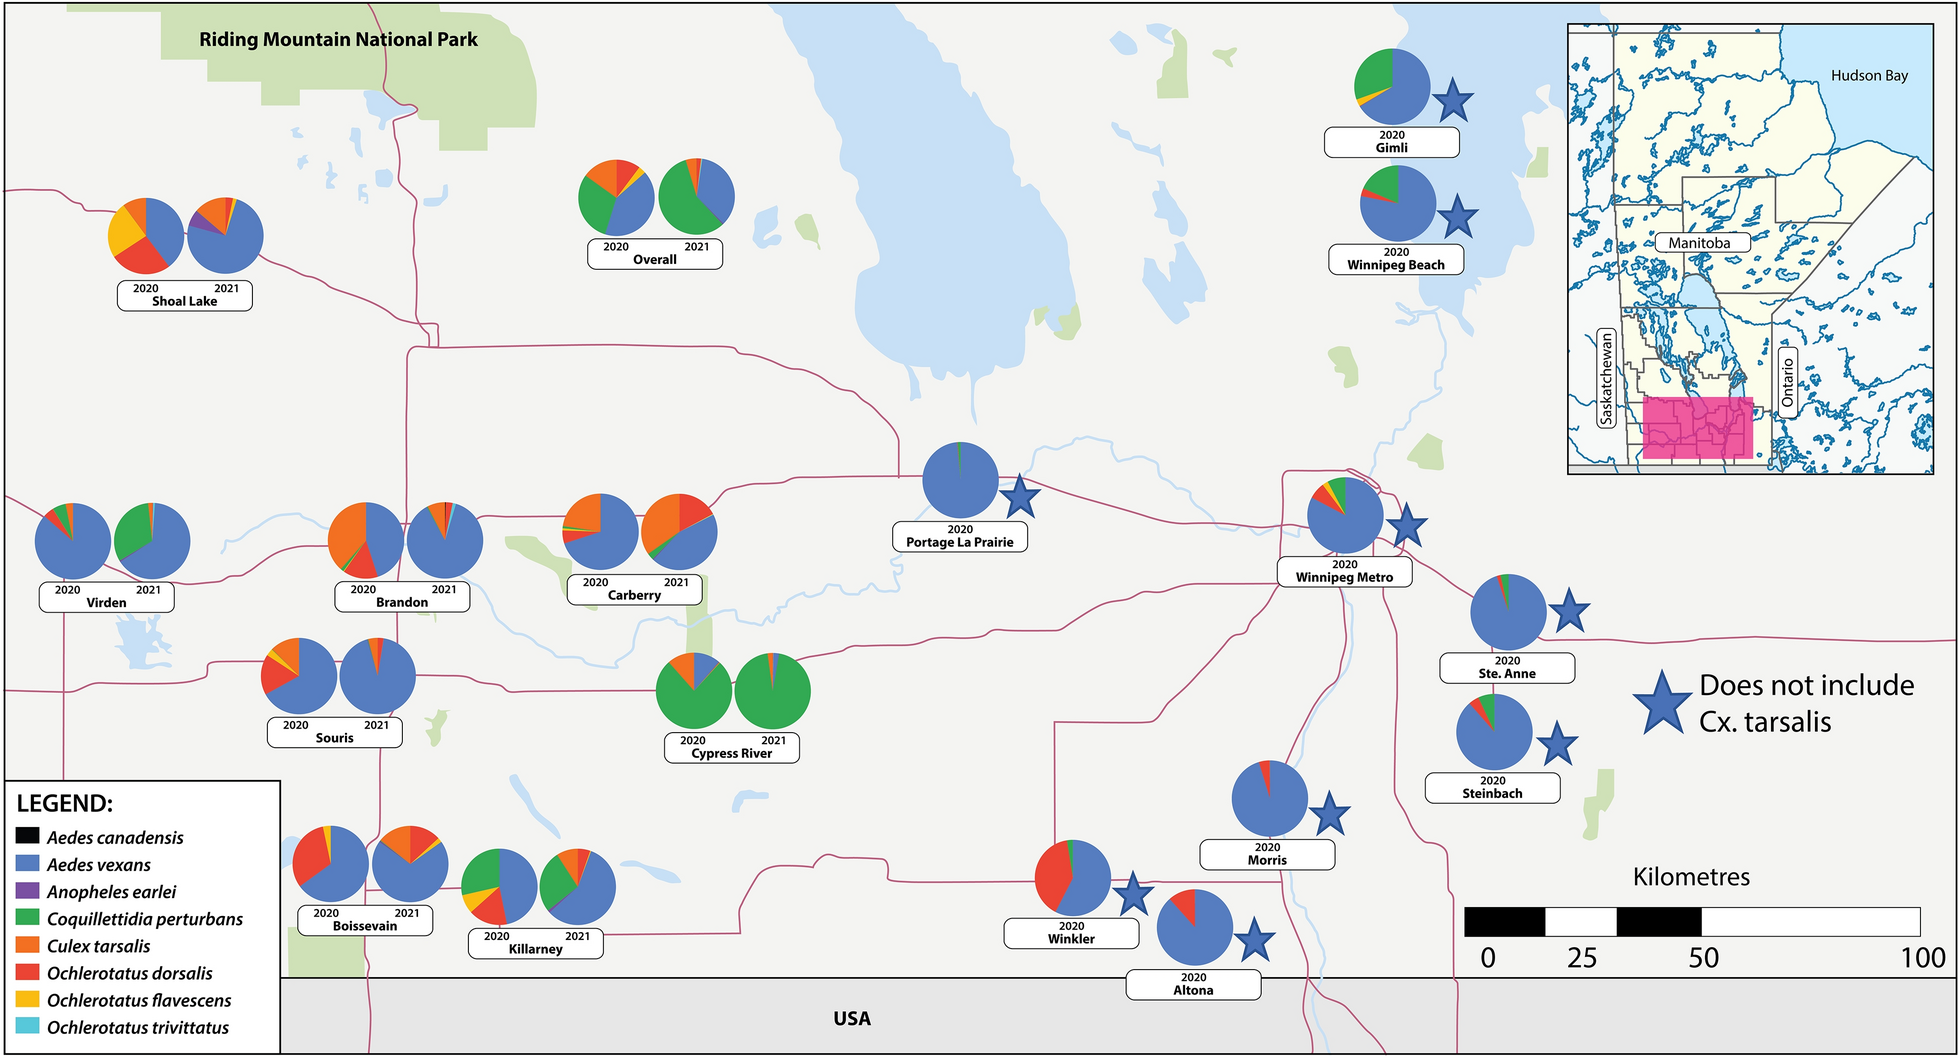 Riding Mountain National Park
Hudson Bay
Manitoba
Saskatchewan
Ontario
2020
Gimli
2020
Winnipeg Beach
2020 2021
Overall
2020 2021
Shoal Lake
2020
Portage La Prairie
2020
Winnipeg Metro
2020 2021
Virden
2020 2021
Brandon
2020 2021
Carberry
2020
Ste. Anne
2020 2021
Souris
2020 2021
Cypress River
Does not include
Cx. tarsalis
2020
Steinbach
2020
Morris
2020 2021
Boissevain
2020 2021
Killarney
2020
Winkler
2020
Altona
LEGEND:
Aedes canadensis
Aedes vexans
Anopheles earlei
Coquillettidia perturbans
Culex tarsalis
Ochlerotatus dorsalis
Ochlerotatus flavescens
Ochlerotatus trivittatus
Kilometres
0 25 50 100
USA